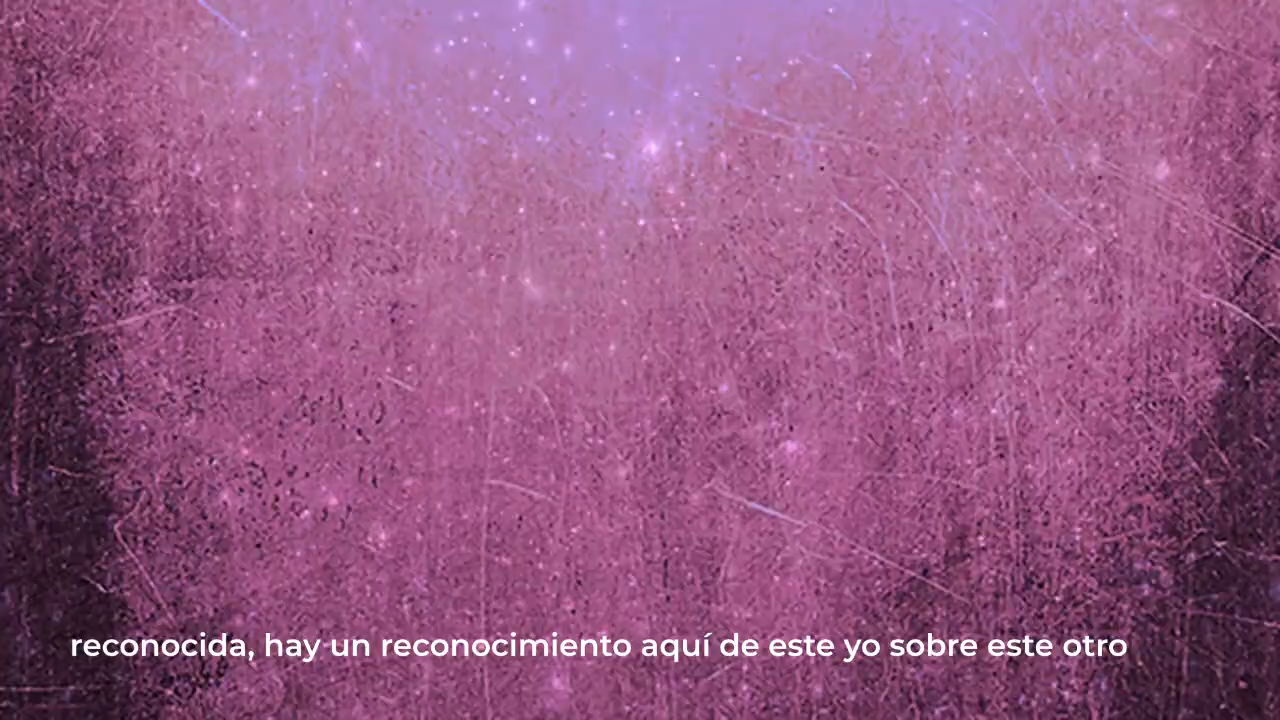 reconocida, hay un reconocimiento aquí de este yo sobre este otro